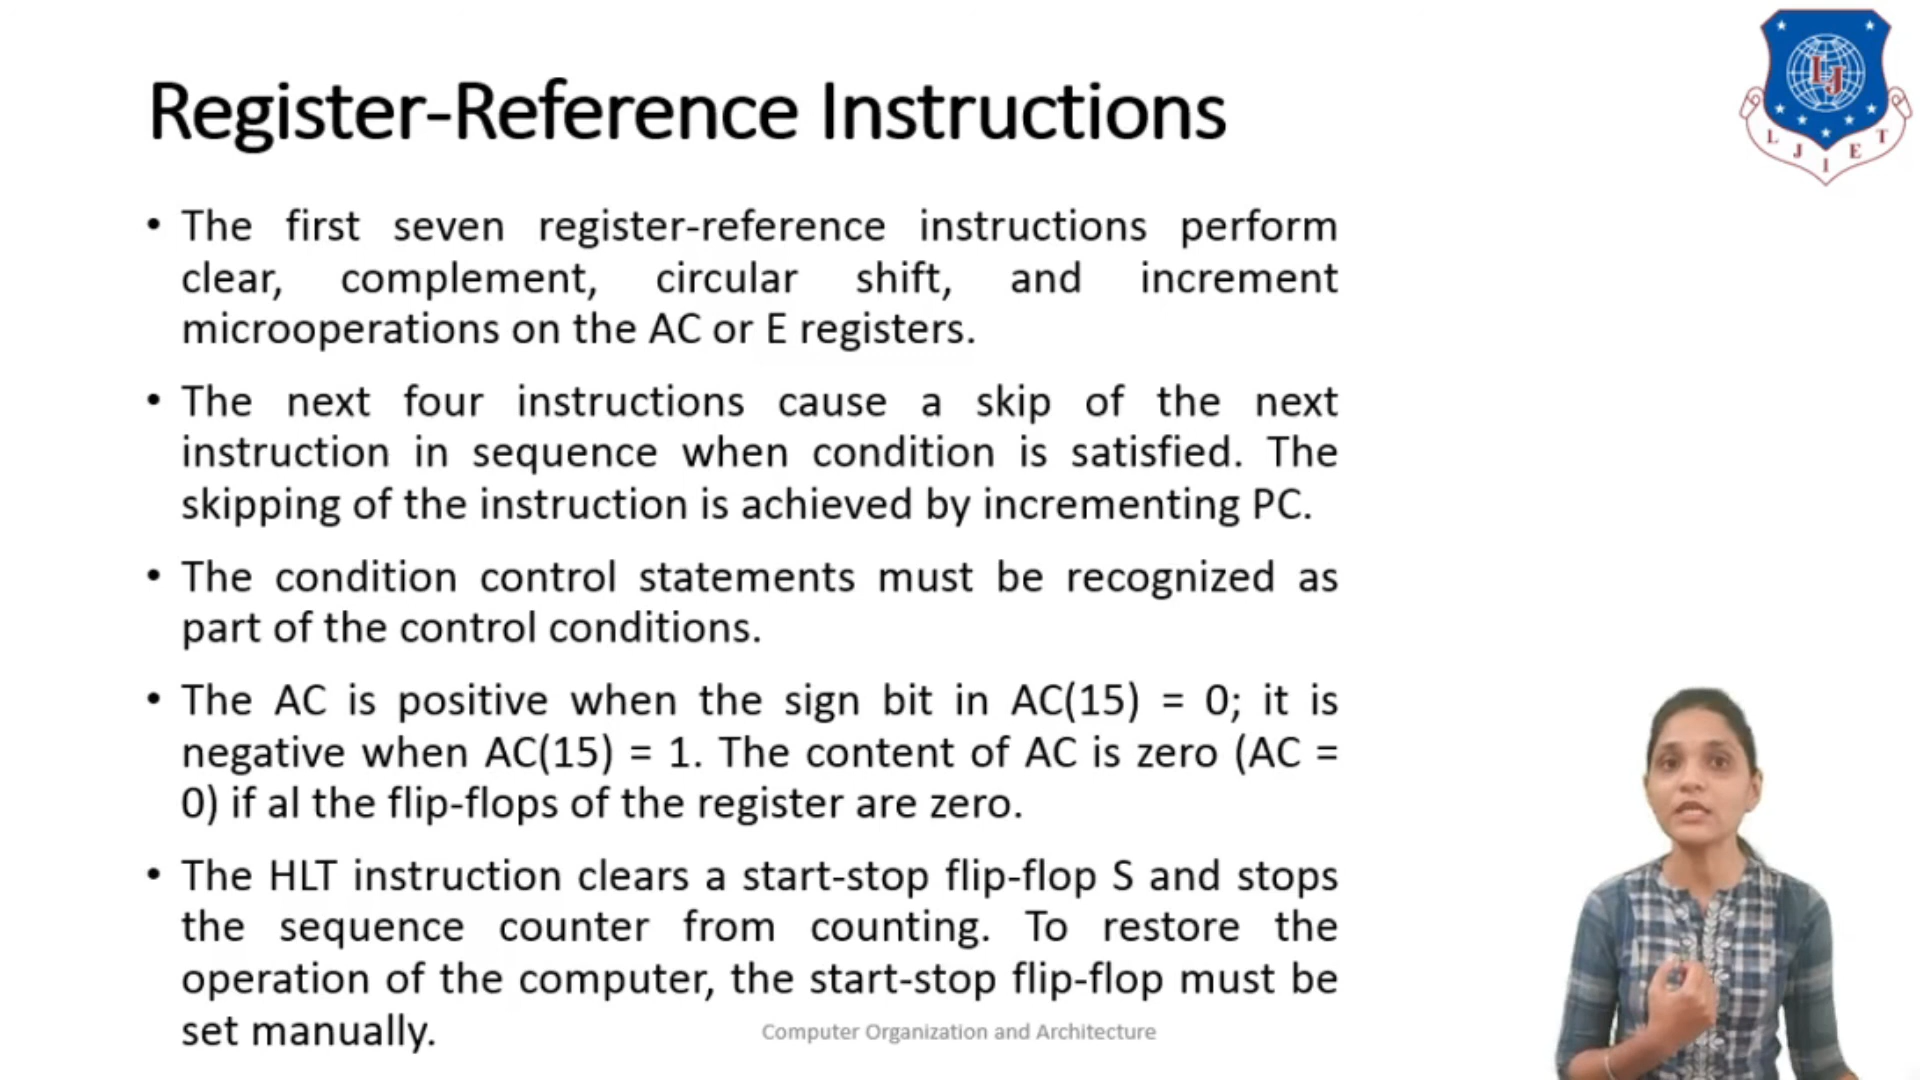 Register-Reference Instructions
LJ
L J I E T
• The first seven register-reference instructions perform
clear, complement, circular shift, and increment
microoperations on the AC or E registers.
• The next four instructions cause a skip of the next
instruction in sequence when condition is satisfied. The
skipping of the instruction is achieved by incrementing PC.
• The condition control statements must be recognized as
part of the control conditions.
• The AC is positive when the sign bit in AC(15) = 0; it is
negative when AC(15) = 1. The content of AC is zero (AC =
0) if al the flip-flops of the register are zero.
• The HLT instruction clears a start-stop flip-flop S and stops
the sequence counter from counting. To restore the
operation of the computer, the start-stop flip-flop must be
set manually.
Computer Organization and Architecture